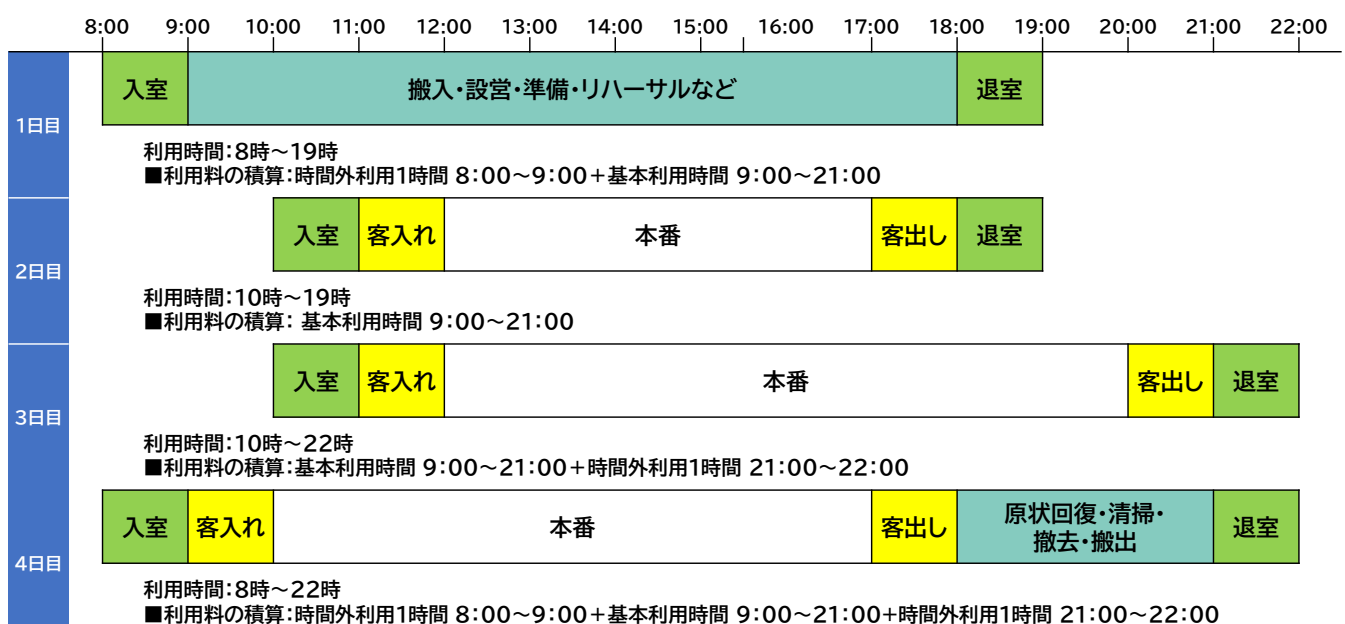 8:00 9:00 10:00 11:00 12:00 13:00 14:00 15:00 16:00 17:00 18:00 19:00 20:00 21:00 22:00
1日目
入室 搬入・設営・準備・リハーサルなど 退室
利用時間：8時～19時
■利用料の積算：時間外利用1時間 8：00～9：00＋基本利用時間 9：00～21：00
2日目
入室 客入れ 本番 客出し 退室
利用時間：10時～19時
■利用料の積算： 基本利用時間 9：00～21：00
3日目
入室 客入れ 本番 客出し 退室
利用時間：10時～22時
■利用料の積算：基本利用時間 9：00～21：00＋時間外利用1時間 21：00～22：00
4日目
入室 客入れ 本番 客出し 原状回復・清掃・
撤去・搬出 退室
利用時間：8時～22時
■利用料の積算：時間外利用1時間 8：00～9：00＋基本利用時間 9：00～21：00＋時間外利用1時間 21：00～22：00